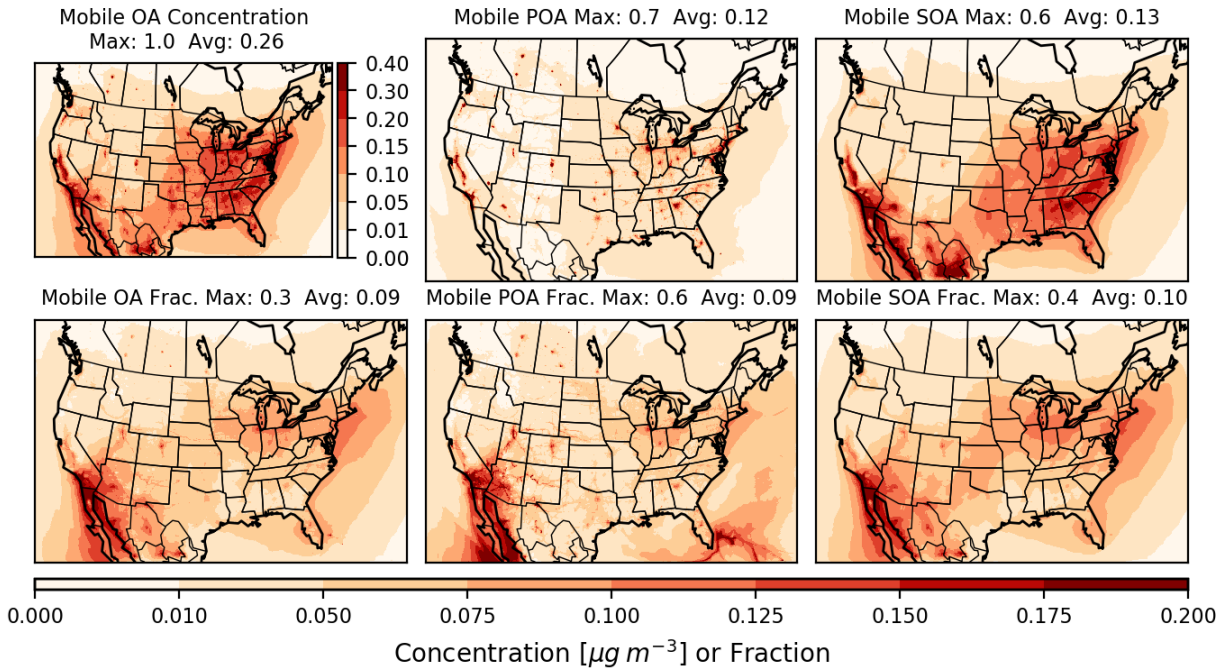 Mobile OA Concentration
Max: 1.0  Avg: 0.26
Mobile POA Max: 0.7  Avg: 0.12
Mobile SOA Max: 0.6  Avg: 0.13
0.40
0.30
0.20
0.15
0.10
0.05
0.01
0.00
Mobile OA Frac. Max: 0.3  Avg: 0.09
Mobile POA Frac. Max: 0.6  Avg: 0.09
Mobile SOA Frac. Max: 0.4  Avg: 0.10
0.000 0.010 0.050 0.075 0.100 0.125 0.150 0.175 0.200
Concentration [μg m⁻³] or Fraction